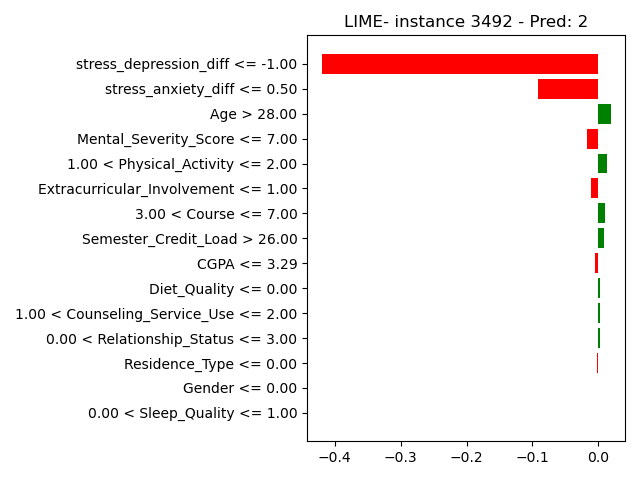 LIME- instance 3492 - Pred: 2
stress_depression_diff <= -1.00
stress_anxiety_diff <= 0.50
Age > 28.00
Mental_Severity_Score <= 7.00
1.00 < Physical_Activity <= 2.00
Extracurricular_Involvement <= 1.00
3.00 < Course <= 7.00
Semester_Credit_Load > 26.00
CGPA <= 3.29
Diet_Quality <= 0.00
1.00 < Counseling_Service_Use <= 2.00
0.00 < Relationship_Status <= 3.00
Residence_Type <= 0.00
Gender <= 0.00
0.00 < Sleep_Quality <= 1.00
−0.4 −0.3 −0.2 −0.1 0.0